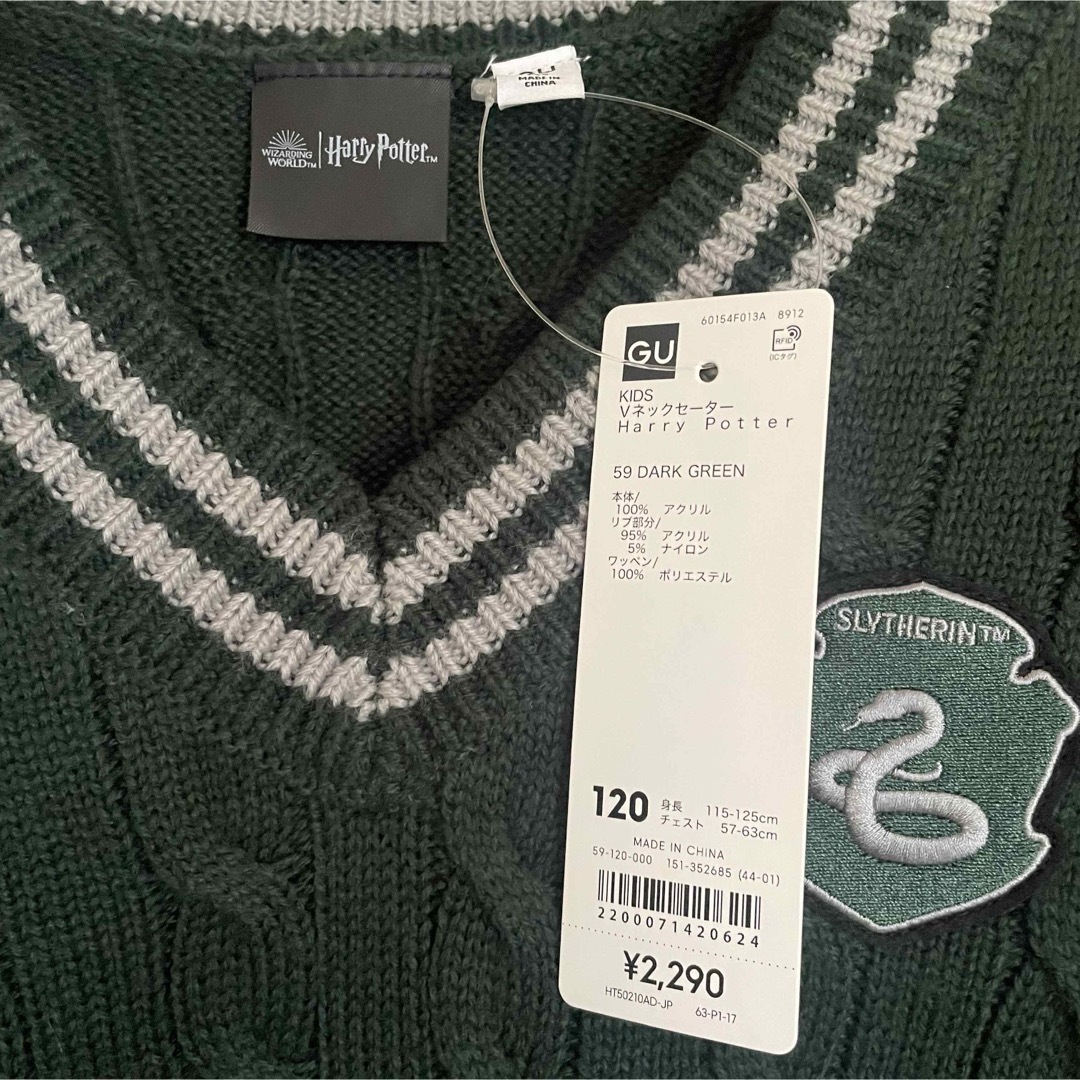 WIZARDING
WORLD™
Harry Potter™
MADE IN
CHINA
60154F013A 8912
GU
RFID
(ICタグ)
KIDS
Vネックセーター
Harry Potter
59 DARK GREEN
本体/
100% アクリル
リブ部分/
95% アクリル
5% ナイロン
ワッペン/
100% ポリエステル
SLYTHERIN™
120 身長 115-125cm
チェスト 57-63cm
MADE IN CHINA
59-120-000 151-352685 (44-01)
2200071420624
¥2,290
HT50210AD-JP 63-P1-17